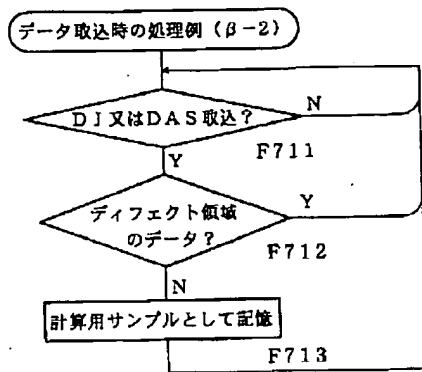 データ取込時の処理例（β－2）
DJ又はDAS取込？
N
Y
F711
ディフェクト領域
のデータ？
Y
F712
N
計算用サンプルとして記憶
F713